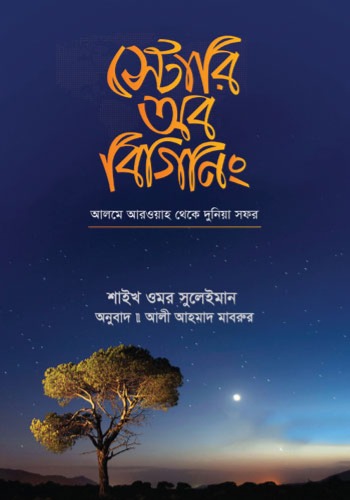 স্টোরি
অব
বিগিনিং
আলমে আরওয়াহ থেকে দুনিয়া সফর
শাইখ ওমর সুলেইমান
অনুবাদ ॥ আলী আহমাদ মাবরুর